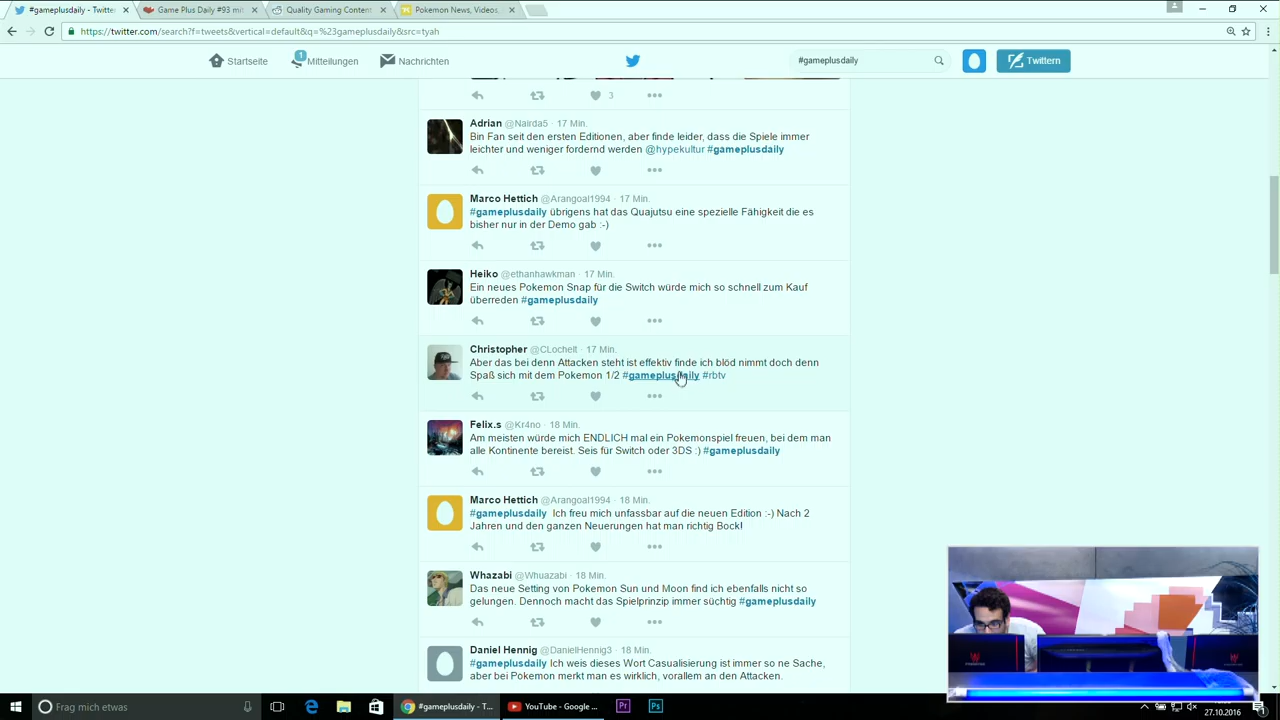 #gameplusdaily - Twitter
Game Plus Daily #93 mit
Quality Gaming Content
Pokemon News, Videos,
https://twitter.com/search?f=tweets&vertical=default&q=%23gameplusdaily&src=tyah
Startseite
1
Mitteilungen
Nachrichten
#gameplusdaily
Twittern
3
Adrian @Nairda5 · 17 Min.
Bin Fan seit den ersten Editionen, aber finde leider, dass die Spiele immer
leichter und weniger fordernd werden @hypekultur #gameplusdaily
Marco Hettich @Arangoal1994 · 17 Min.
#gameplusdaily übrigens hat das Quajutsu eine spezielle Fähigkeit die es
bisher nur in der Demo gab :-)
Heiko @ethanhawkman · 17 Min.
Ein neues Pokemon Snap für die Switch würde mich so schnell zum Kauf
überreden #gameplusdaily
Christopher @CLochelt · 17 Min.
Aber das bei denn Attacken steht ist effektiv finde ich blöd nimmt doch denn
Spaß sich mit dem Pokemon 1/2 #gameplusdaily #rbtv
Felix.s @Kr4no · 18 Min.
Am meisten würde mich ENDLICH mal ein Pokemonspiel freuen, bei dem man
alle Kontinente bereist. Seis für Switch oder 3DS :) #gameplusdaily
Marco Hettich @Arangoal1994 · 18 Min.
#gameplusdaily Ich freu mich unfassbar auf die neuen Edition :-) Nach 2
Jahren und den ganzen Neuerungen hat man richtig Bock!
Whazabi @Whuazabi · 18 Min.
Das neue Setting von Pokemon Sun und Moon find ich ebenfalls nicht so
gelungen. Dennoch macht das Spielprinzip immer süchtig #gameplusdaily
Daniel Hennig @DanielHennig3 · 18 Min.
#gameplusdaily Ich weis dieses Wort Casualisierung ist immer so ne Sache,
aber bei Pokemon merkt man es wirklich, vorallem an den Attacken.
Frag mich etwas
#gameplusdaily - T...
YouTube - Google ...
Pr
Ps
27.10.2016
1